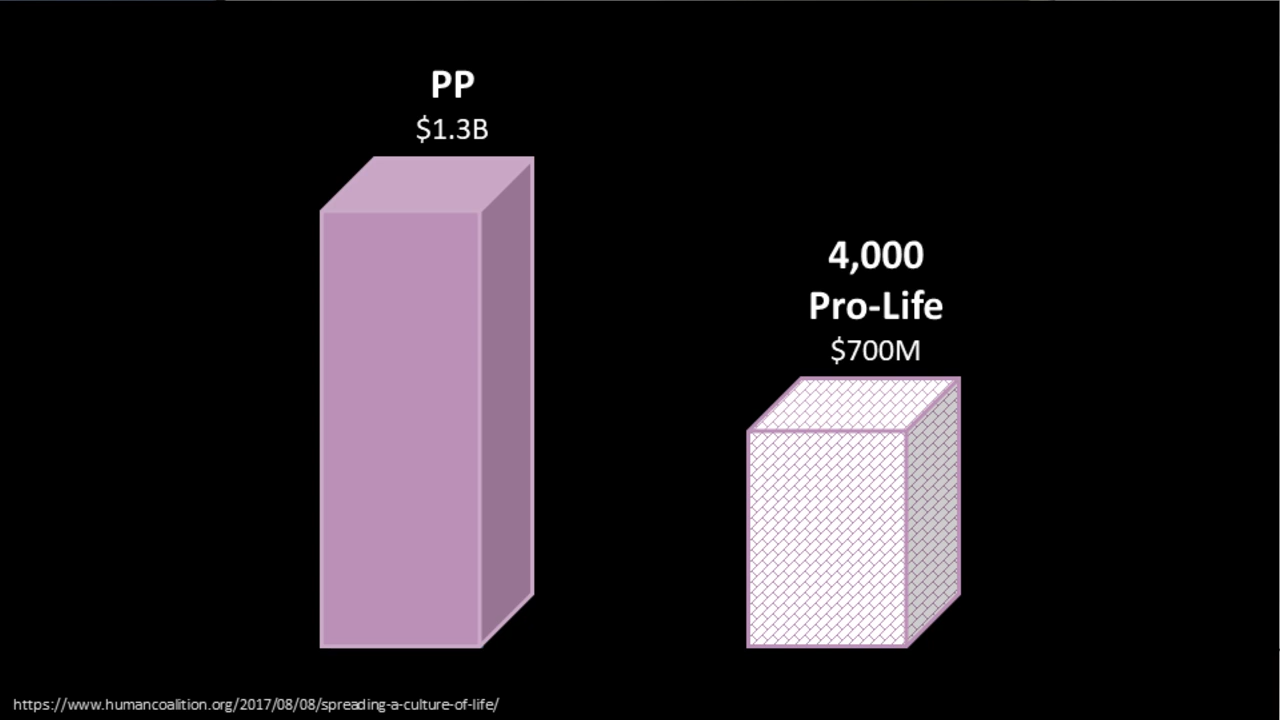 PP
$1.3B
4,000
Pro-Life
$700M
https://www.humancoalition.org/2017/08/08/spreading-a-culture-of-life/